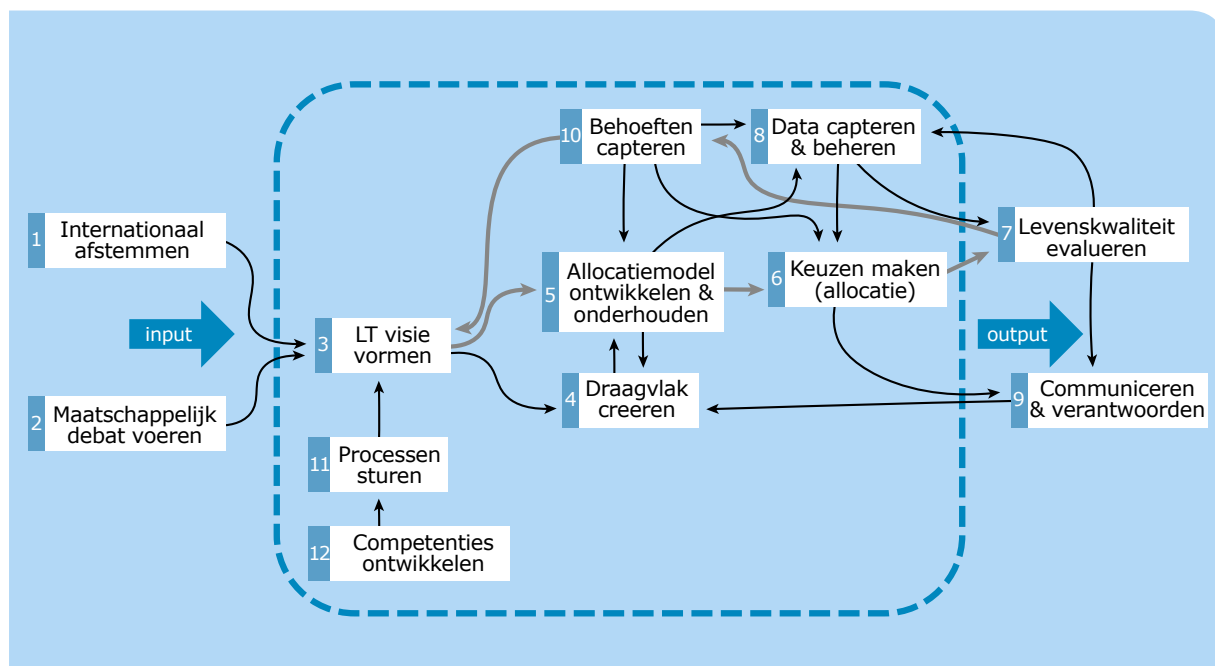 10
Behoeften
capteren
8
Data capteren
& beheren
1
Internationaal
afstemmen
7
Levenskwaliteit
evalueren
5
Allocatiemodel
ontwikkelen &
onderhouden
6
Keuzen maken
(allocatie)
input
3
LT visie
vormen
output
2
Maatschappelijk
debat voeren
4
Draagvlak
creeren
9
Communiceren
& verantwoorden
11
Processen
sturen
12
Competenties
ontwikkelen